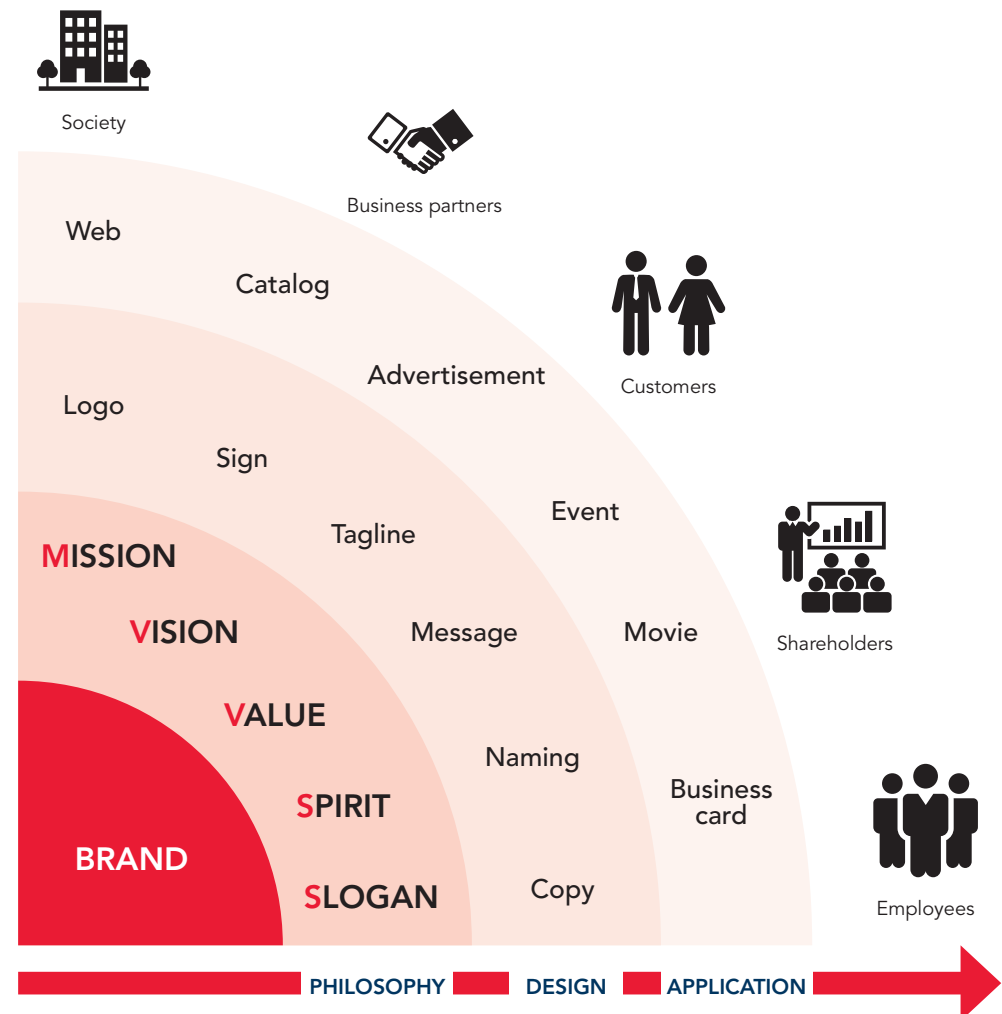 Society
Business partners
Web
Catalog
Customers
Advertisement
Logo
Sign
Event
Tagline
MISSION
VISION
Message
Movie
Shareholders
VALUE
Naming
Business
card
SPIRIT
BRAND
SLOGAN
Copy
Employees
PHILOSOPHY
DESIGN
APPLICATION